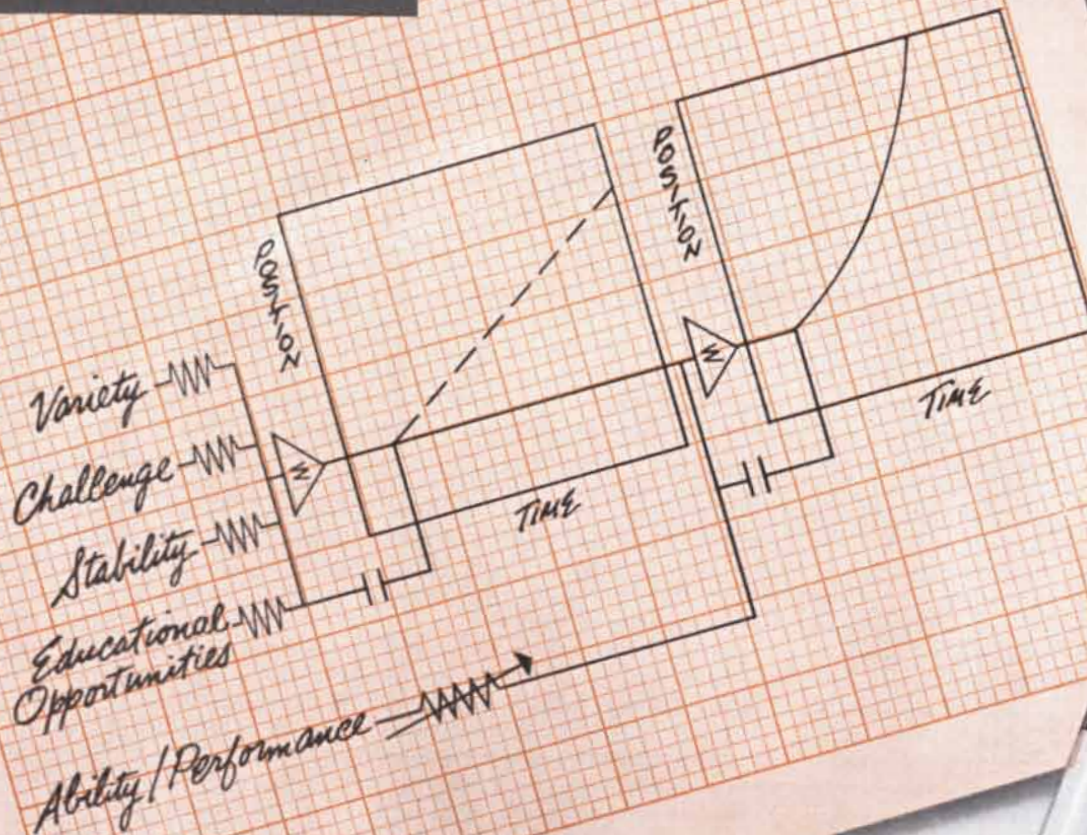 POSITION
POSITION
Variety
Challenge
Stability
Educational
Opportunities
Ability/Performance
Σ
Σ
TIME
TIME